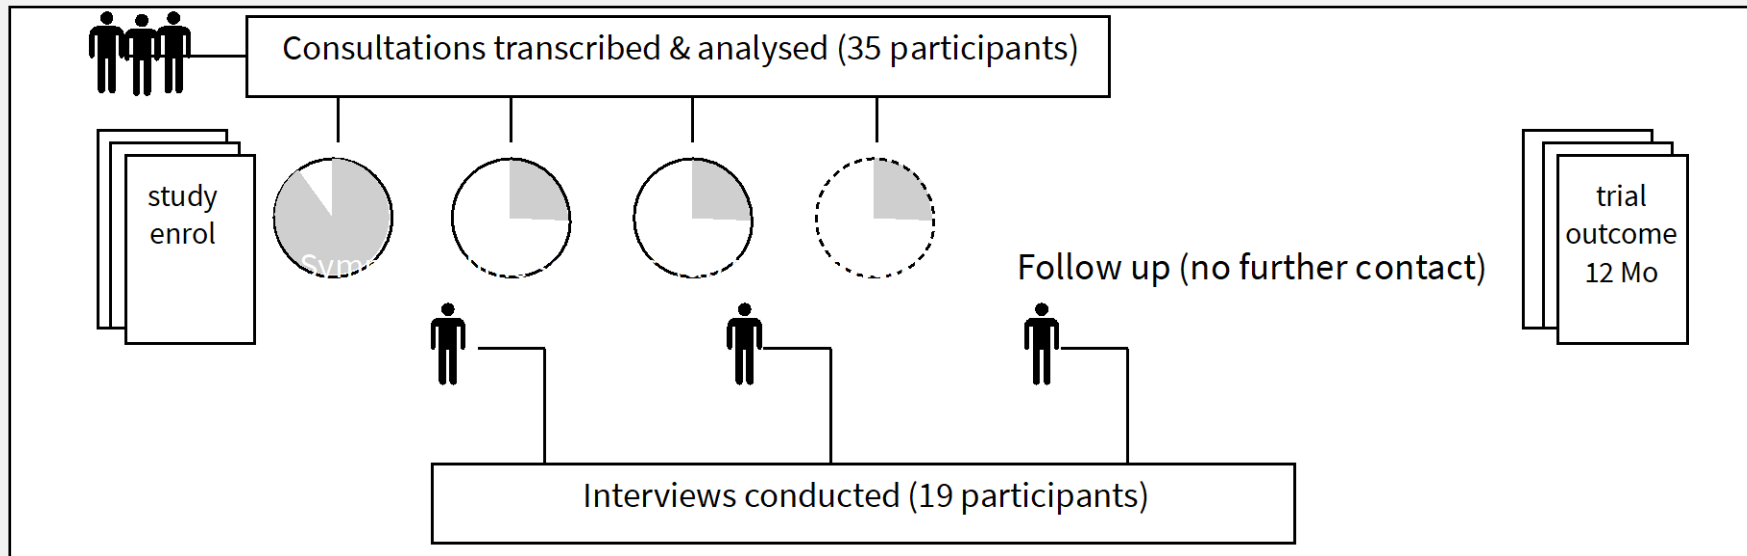 Consultations transcribed & analysed (35 participants)
study
enrol
trial
outcome
12 Mo
Follow up (no further contact)
Interviews conducted (19 participants)